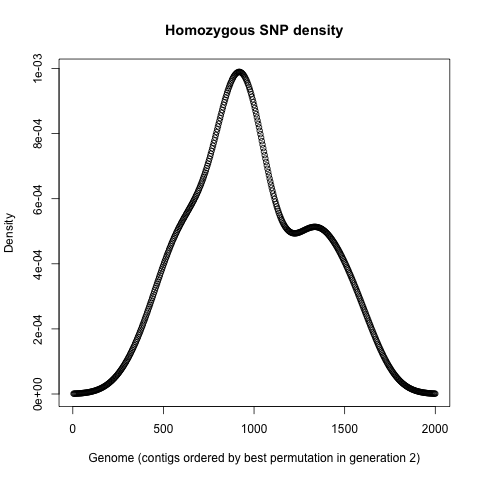 Homozygous SNP density
Density
1e-03
8e-04
6e-04
4e-04
2e-04
0e+00
0 500 1000 1500 2000
Genome (contigs ordered by best permutation in generation 2)